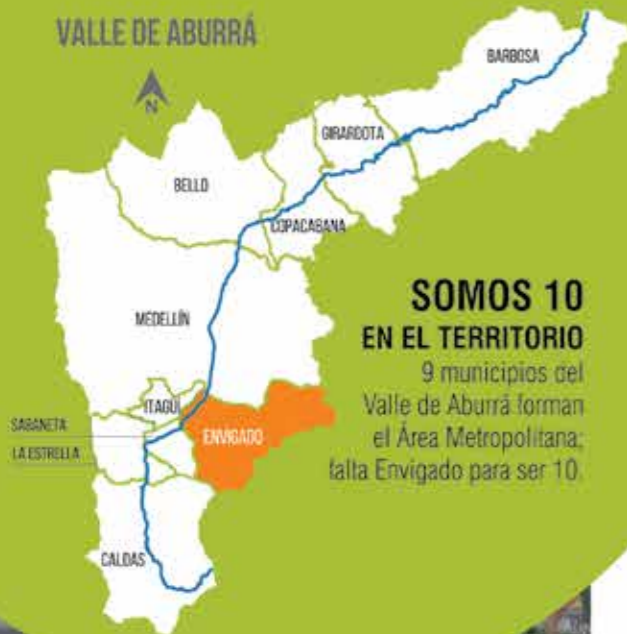 VALLE DE ABURRÁ
N
BARBOSA
GIRARDOTA
BELLO
COPACABANA
MEDELLÍN
SOMOS 10
EN EL TERRITORIO
9 municipios del
Valle de Aburrá forman
el Área Metropolitana;
falta Envigado para ser 10.
ITAGÜÍ
SABANETA
ENVIGADO
LA ESTRELLA
CALDAS